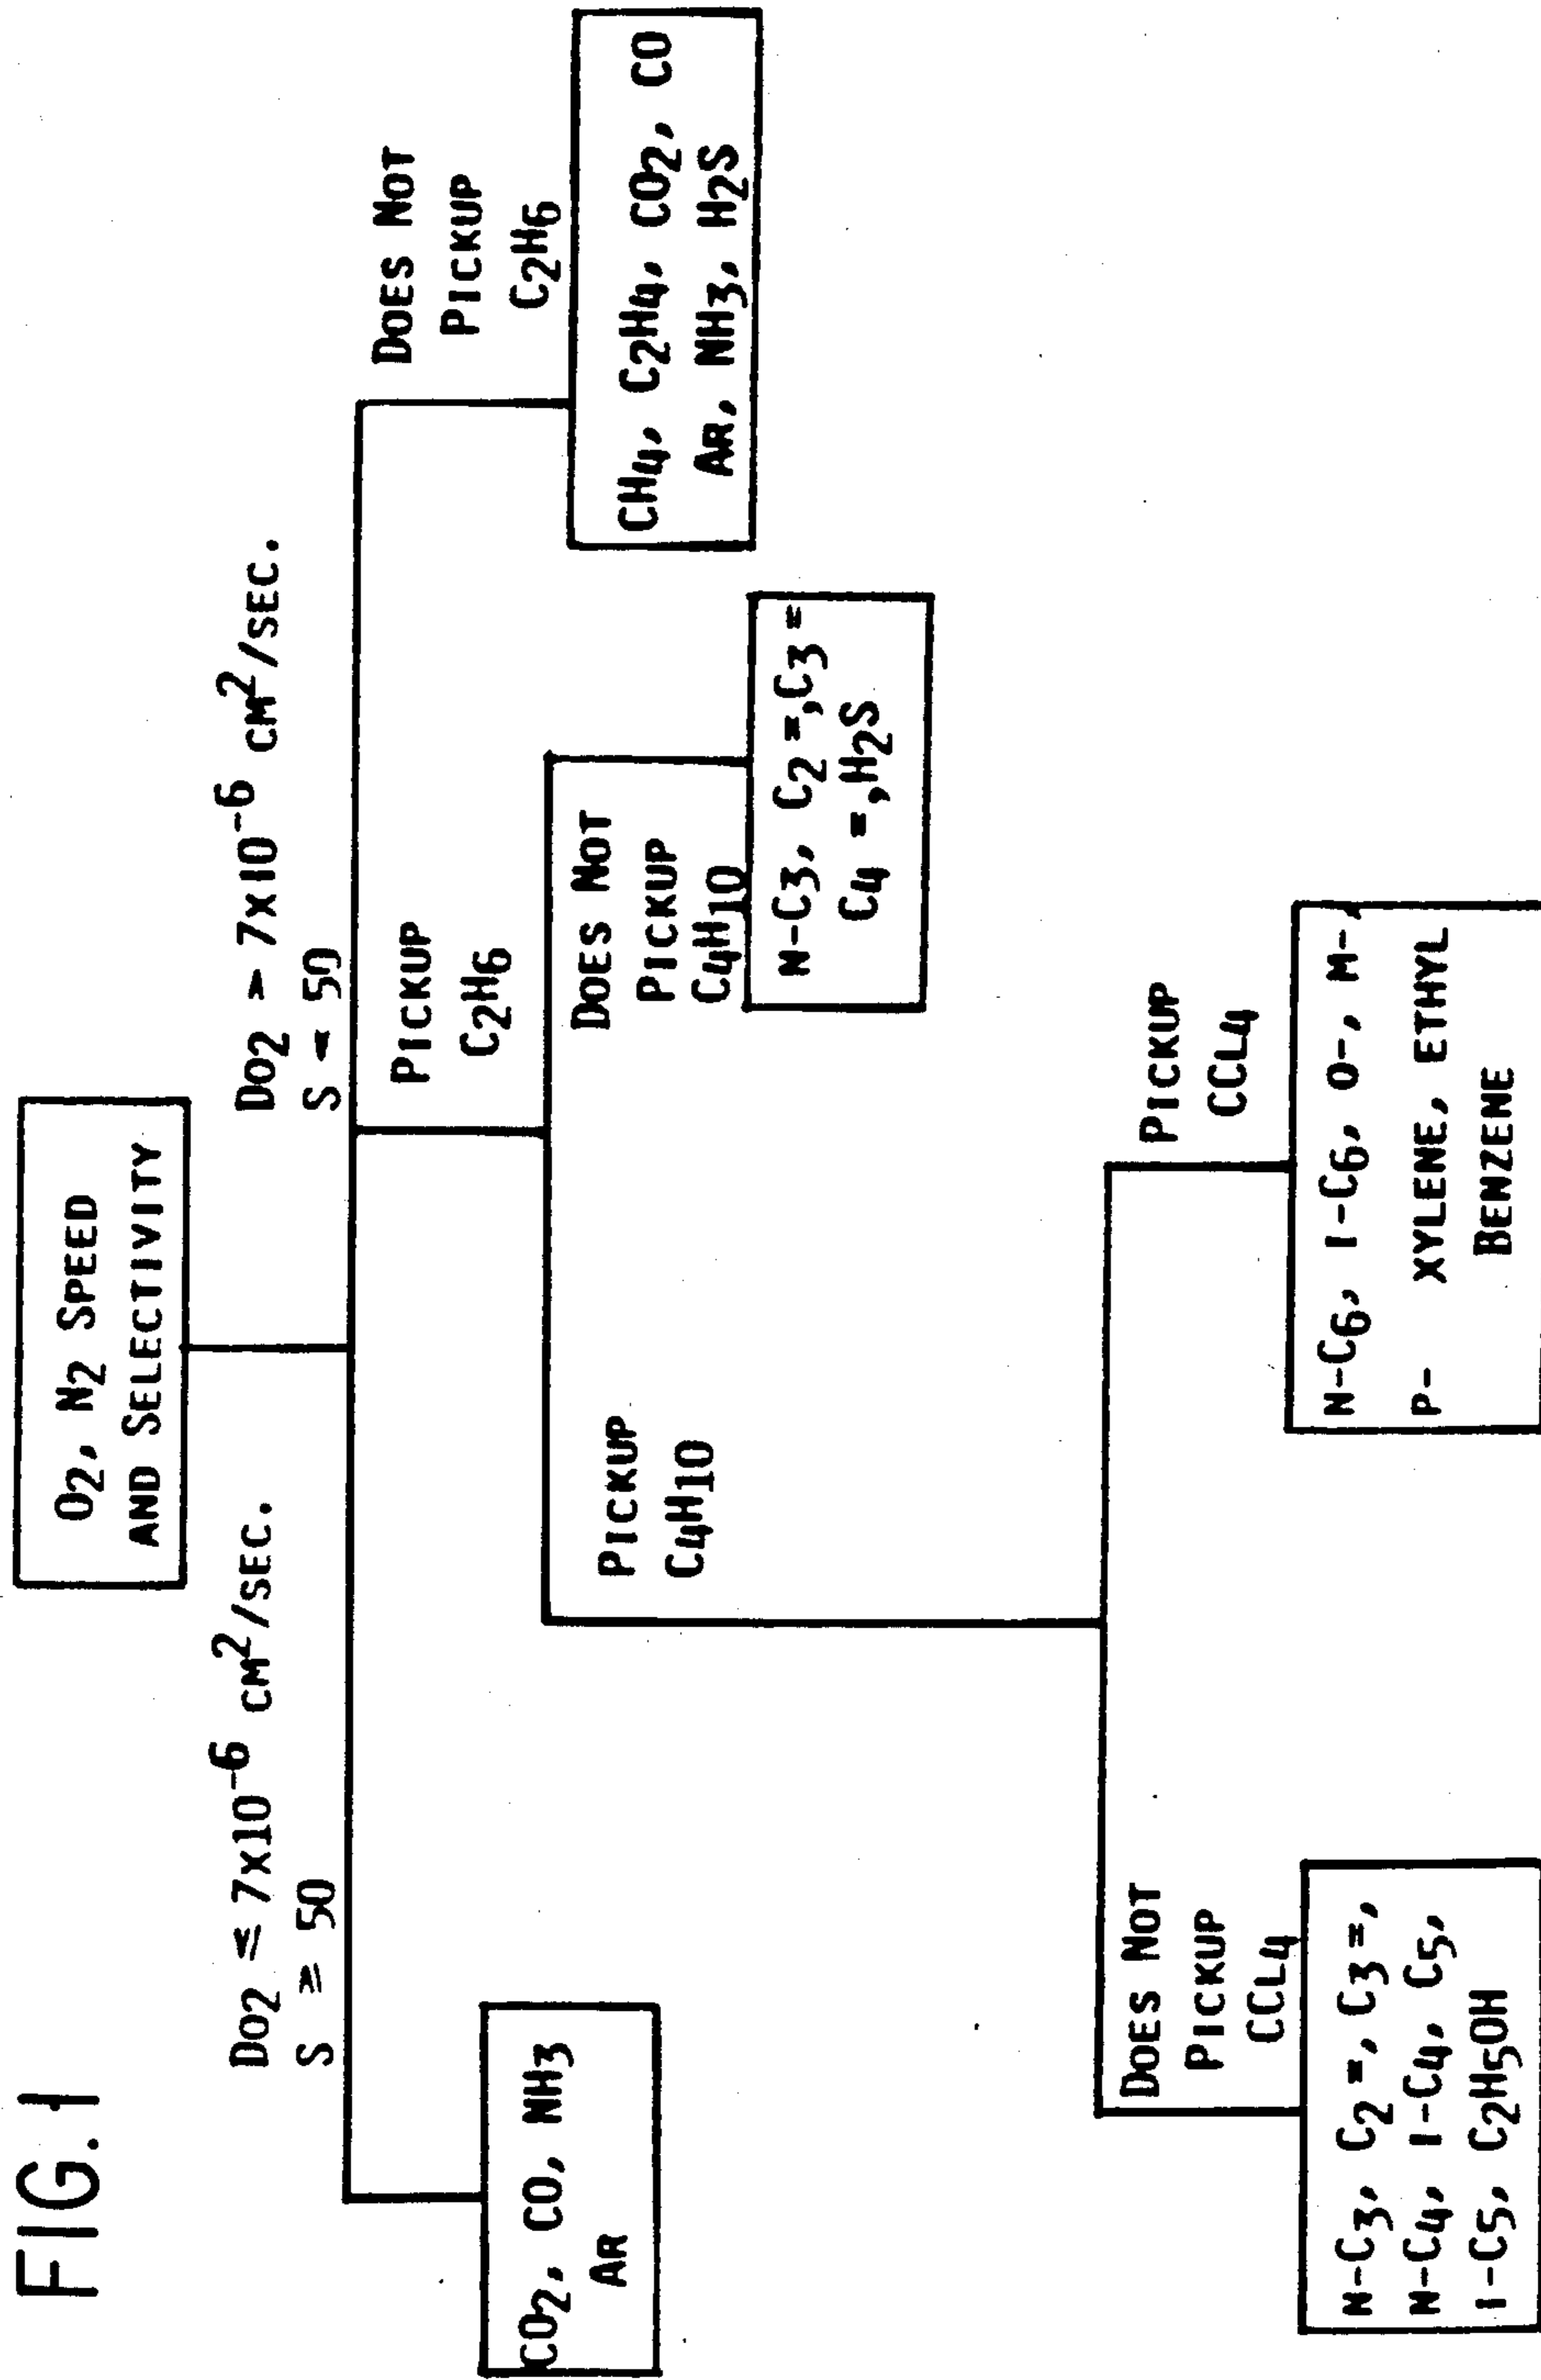 FIG. 1
O2, N2 SPEED
AND SELECTIVITY
DO2 ≤ 7X10-6 CM2/SEC.
S ≥ 50
DO2 > 7X10-6 CM2/SEC.
S < 50
CO2, CO, NH3
AR
PICKUP
C2H6
DOES NOT
PICKUP
C2H6
CH4, C2H4, CO2, CO
AR, NH3, H2S
PICKUP
C4H10
DOES NOT
PICKUP
C4H10
N-C3, C2 =,C3 =
C4 =,H2S
DOES NOT
PICKUP
CCL4
PICKUP
CCL4
N-C3, C2 =, C3 =,
N-C4, I-C4, C5,
I-C5, C2H5OH
N-C6, I-C6, O-, M-,
P- XYLENE, ETHYL
BENZENE